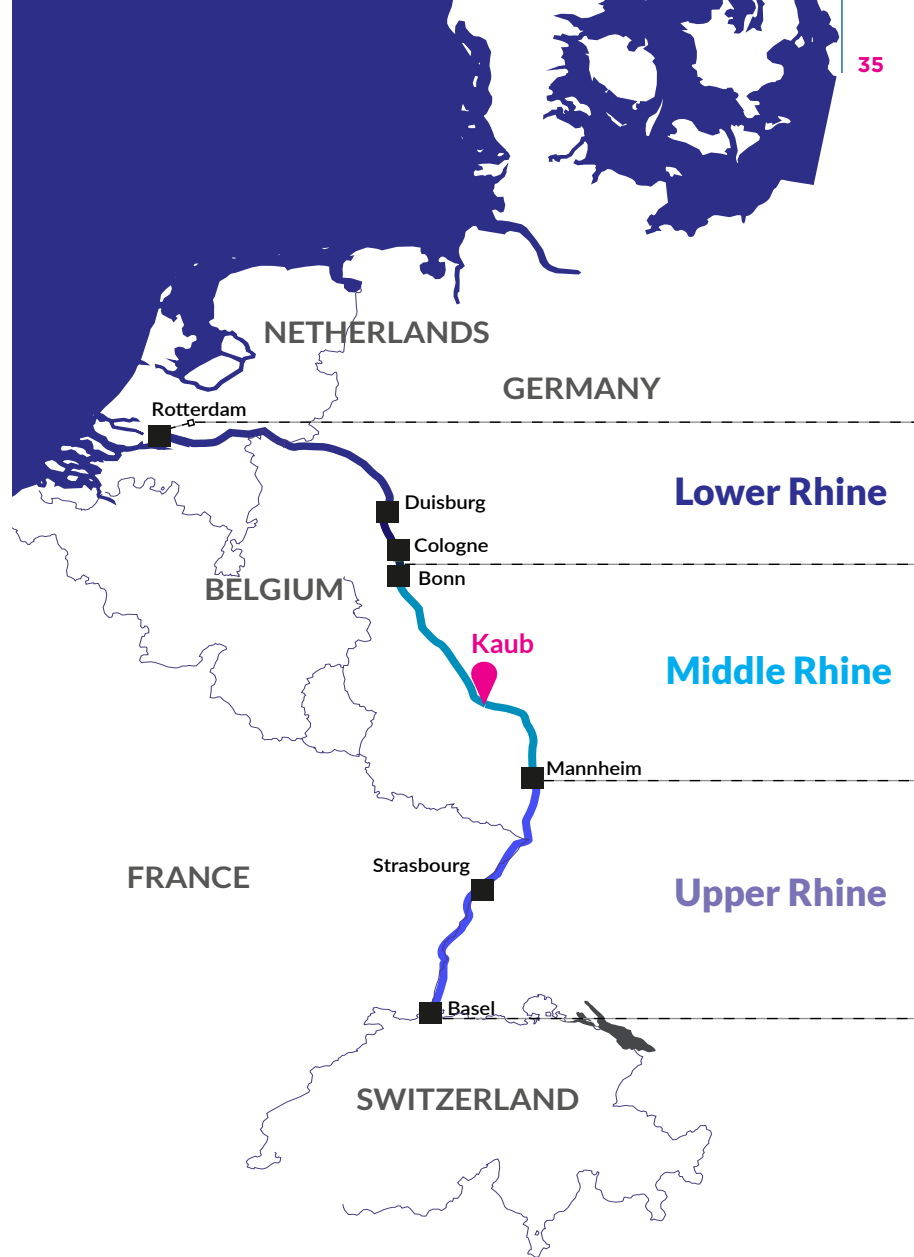 35
NETHERLANDS
GERMANY
Rotterdam
Lower Rhine
Duisburg
Cologne
Bonn
BELGIUM
Kaub
Middle Rhine
Mannheim
Strasbourg
FRANCE
Upper Rhine
Basel
SWITZERLAND